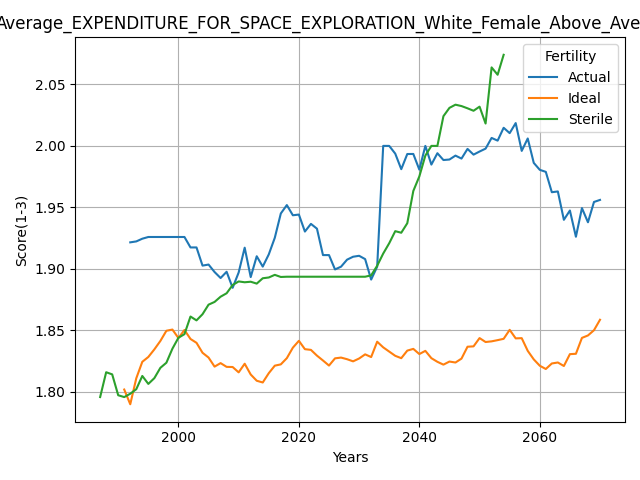 Average_EXPENDITURE_FOR_SPACE_EXPLORATION_White_Female_Above_Ave
Fertility
Actual
Ideal
Sterile
2.05
2.00
1.95
1.90
1.85
1.80
Score(1-3)
2000 2020 2040 2060
Years